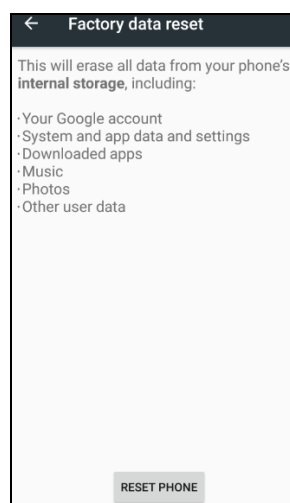 Factory data reset
This will erase all data from your phone's
internal storage, including:
·Your Google account
·System and app data and settings
·Downloaded apps
·Music
·Photos
·Other user data
RESET PHONE